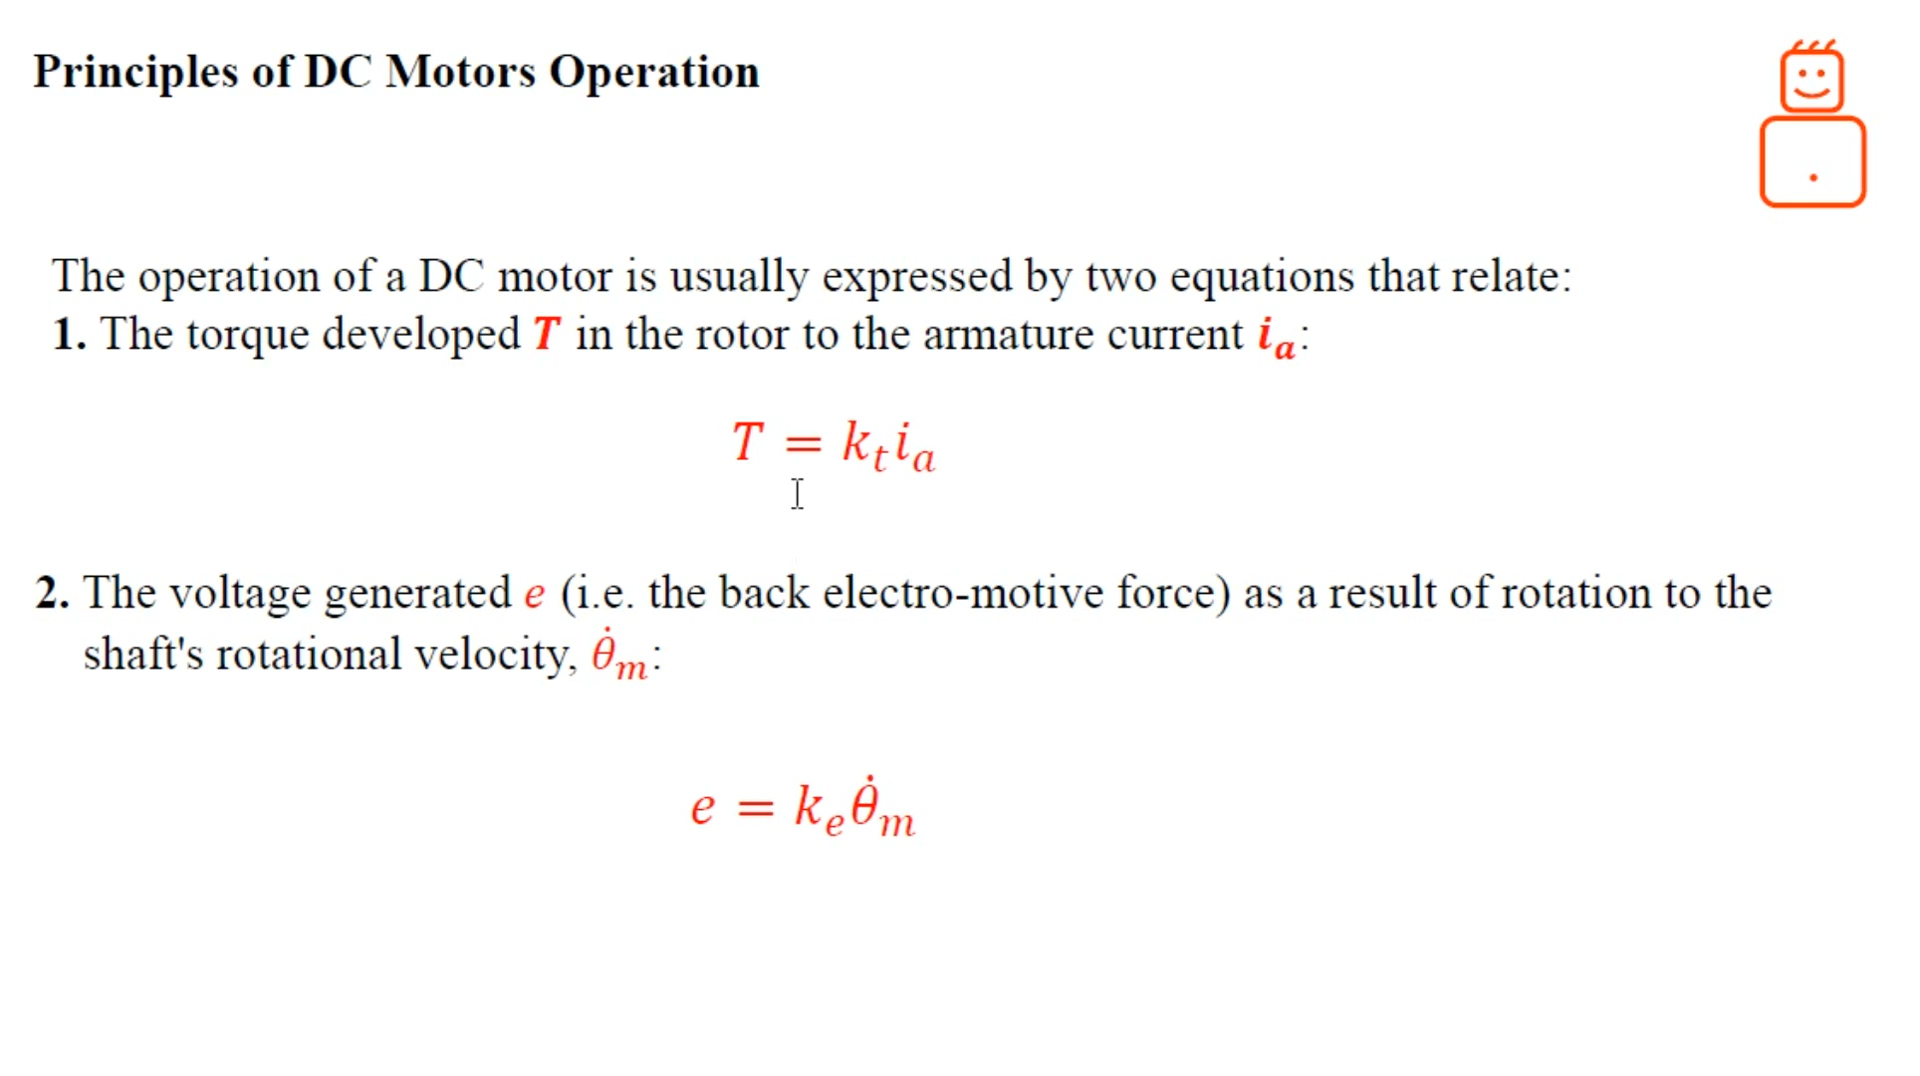 Principles of DC Motors Operation
The operation of a DC motor is usually expressed by two equations that relate:
1. The torque developed T in the rotor to the armature current iₐ:
T = kₜiₐ
2. The voltage generated e (i.e. the back electro-motive force) as a result of rotation to the
shaft's rotational velocity, θ̇ₘ:
e = kₑθ̇ₘ